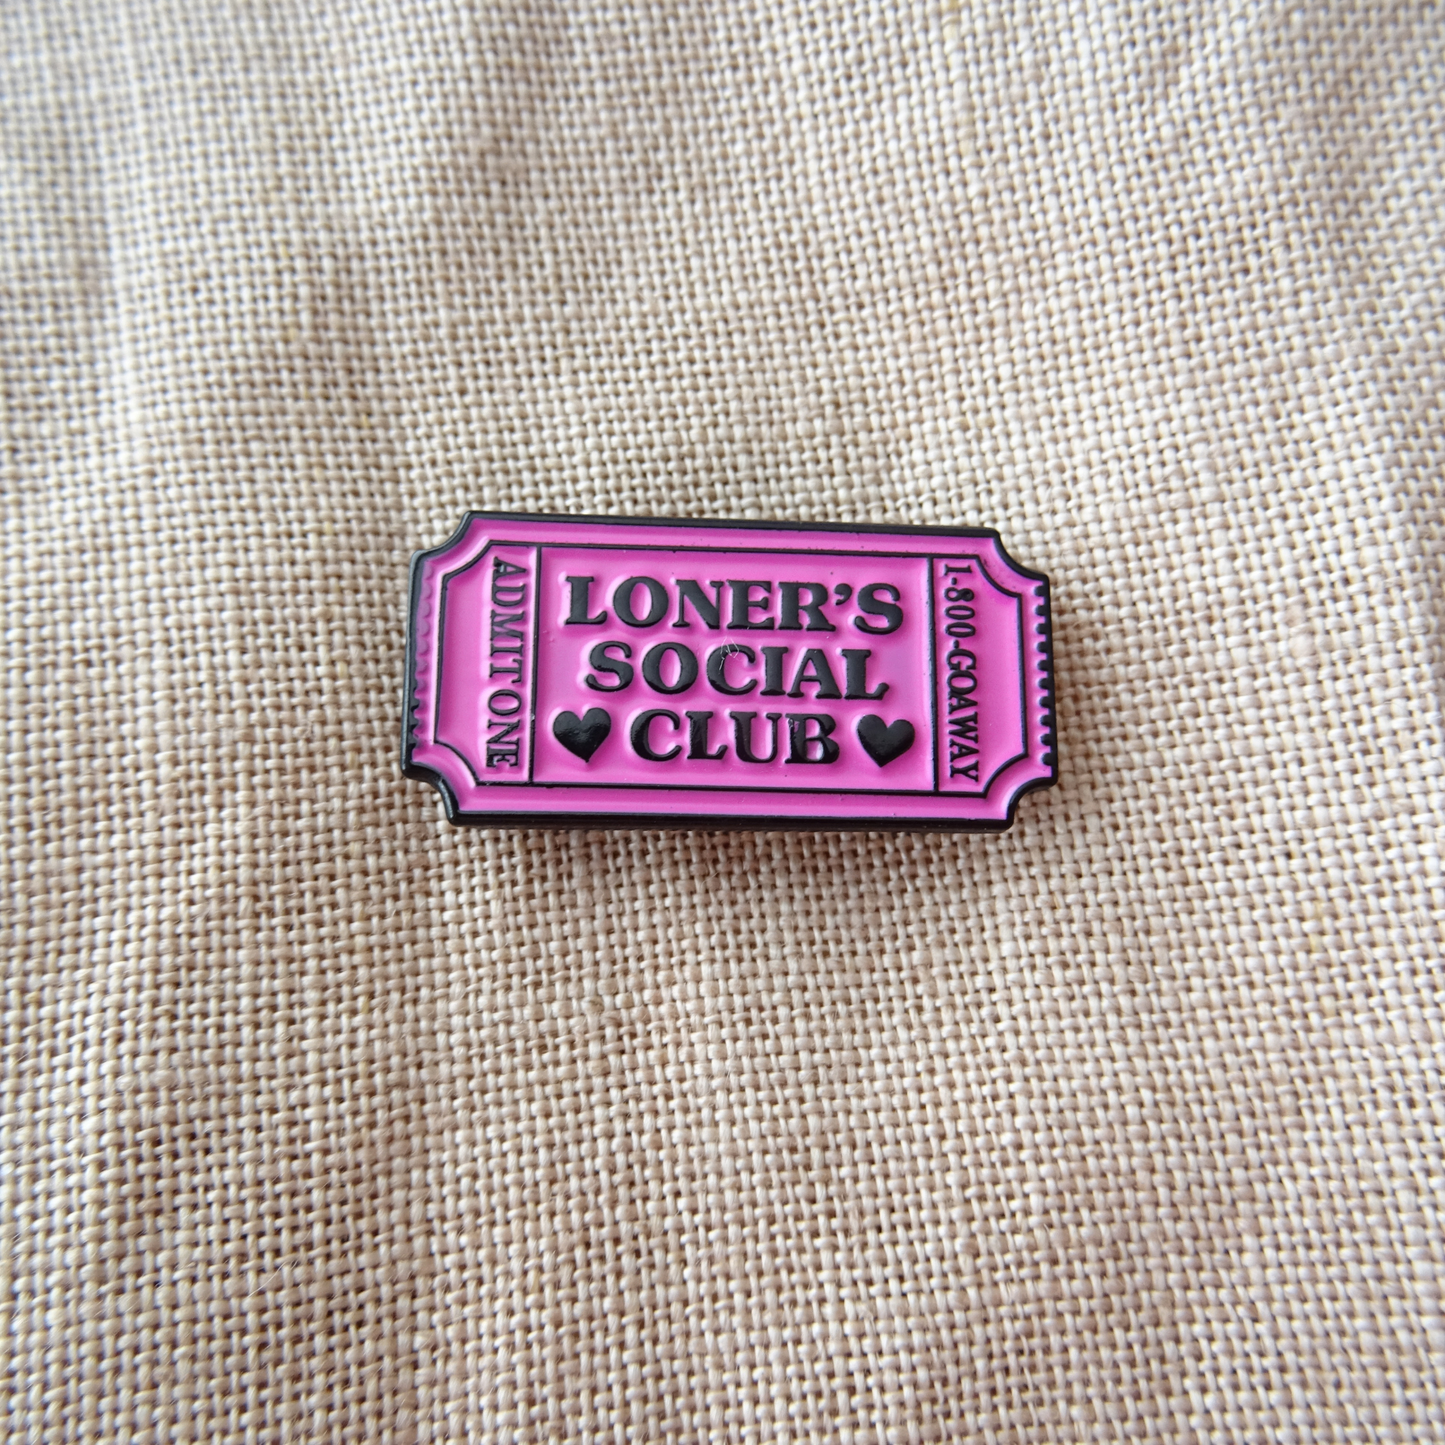 ADMIT ONE
LONER'S
SOCIAL
CLUB
1-800-GOAWAY